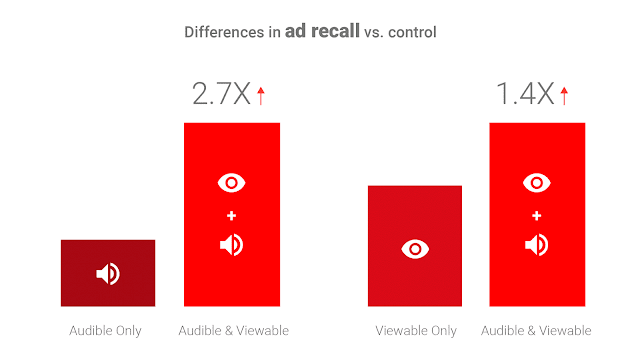 Differences in ad recall vs. control
2.7X 1.4X
Audible Only Audible & Viewable Viewable Only Audible & Viewable